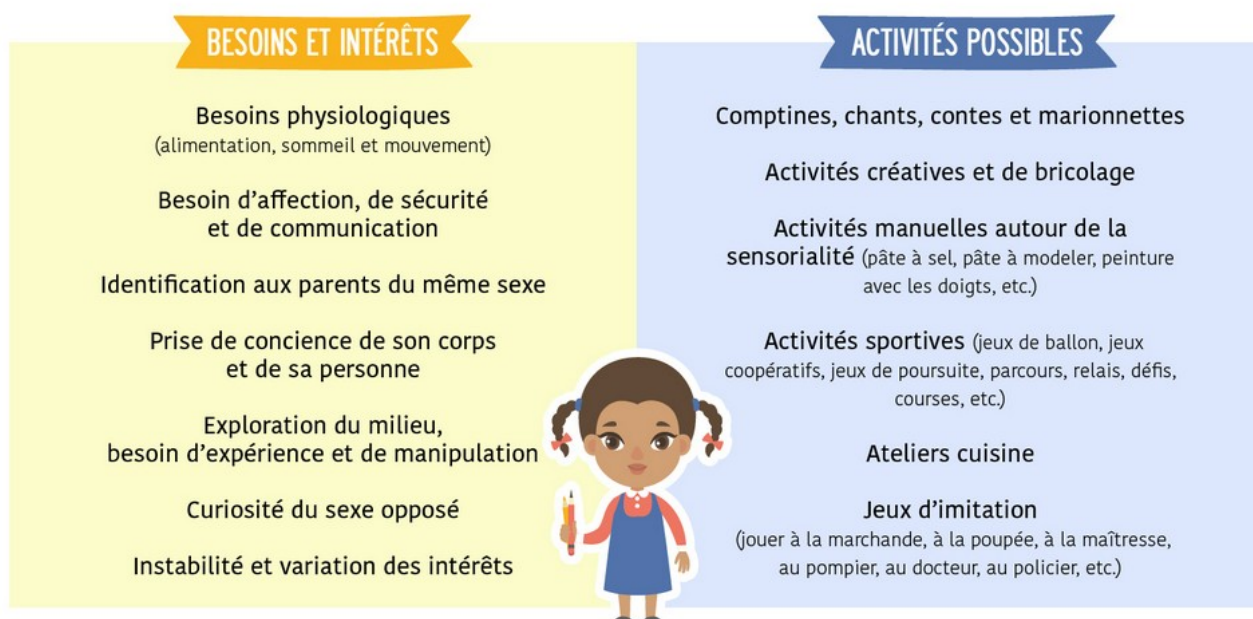 BESOINS ET INTÉRÊTS
Besoins physiologiques
(alimentation, sommeil et mouvement)
Besoin d'affection, de sécurité
et de communication
Identification aux parents du même sexe
Prise de concience de son corps
et de sa personne
Exploration du milieu,
besoin d'expérience et de manipulation
Curiosité du sexe opposé
Instabilité et variation des intérêts
ACTIVITÉS POSSIBLES
Comptines, chants, contes et marionnettes
Activités créatives et de bricolage
Activités manuelles autour de la
sensorialité (pâte à sel, pâte à modeler, peinture
avec les doigts, etc.)
Activités sportives (jeux de ballon, jeux
coopératifs, jeux de poursuite, parcours, relais, défis,
courses, etc.)
Ateliers cuisine
Jeux d'imitation
(jouer à la marchande, à la poupée, à la maîtresse,
au pompier, au docteur, au policier, etc.)